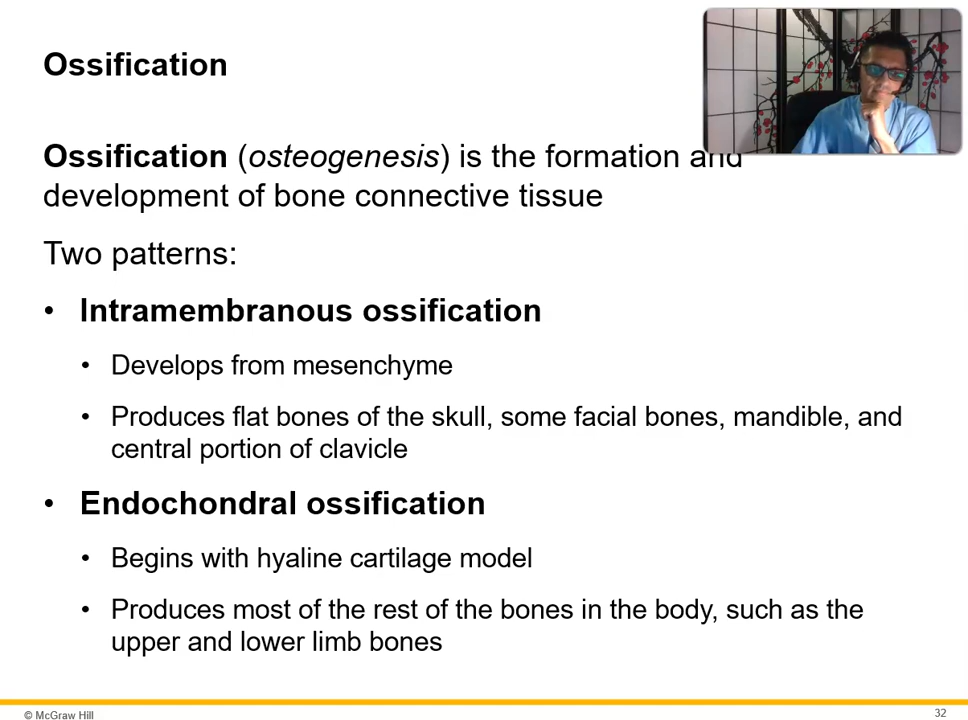 Ossification
Ossification (osteogenesis) is the formation and
development of bone connective tissue
Two patterns:
• Intramembranous ossification
• Develops from mesenchyme
• Produces flat bones of the skull, some facial bones, mandible, and
central portion of clavicle
• Endochondral ossification
• Begins with hyaline cartilage model
• Produces most of the rest of the bones in the body, such as the
upper and lower limb bones
© McGraw Hill
32